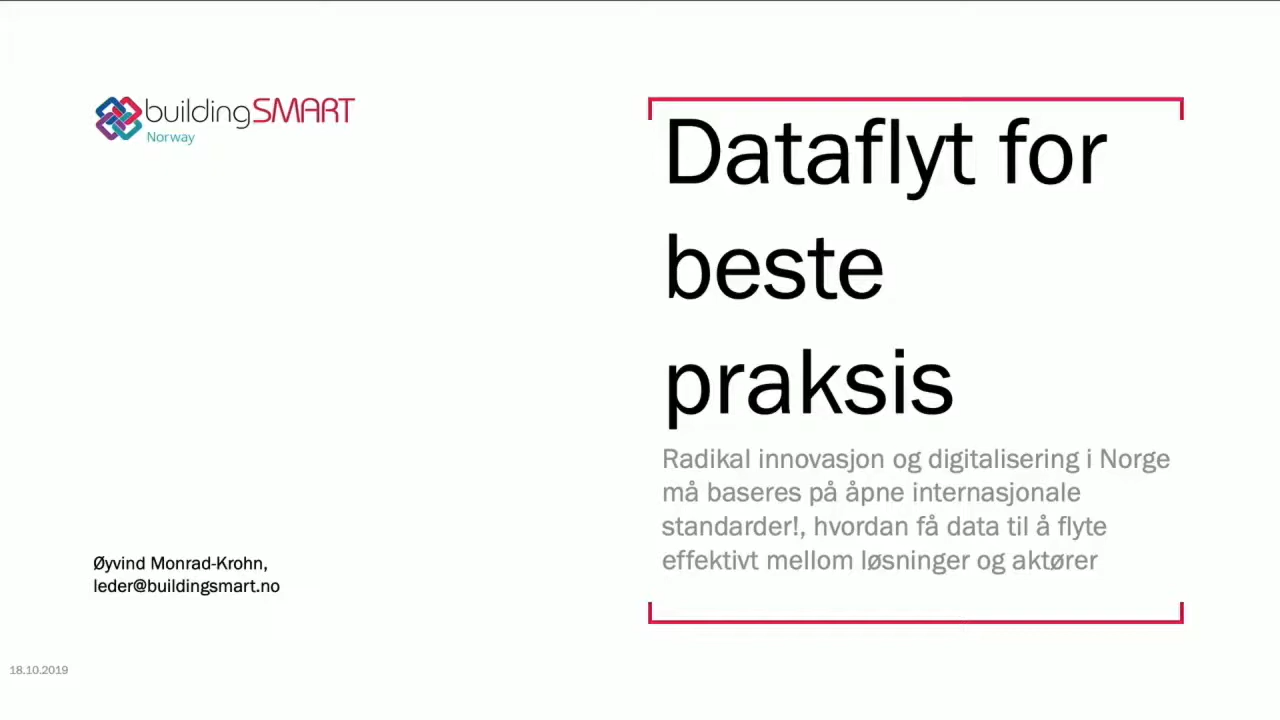 buildingSMART
Norway
Dataflyt for
beste
praksis
Radikal innovasjon og digitalisering i Norge
må baseres på åpne internasjonale
standarder!, hvordan få data til å flyte
effektivt mellom løsninger og aktører
Øyvind Monrad-Krohn,
leder@buildingsmart.no
18.10.2019